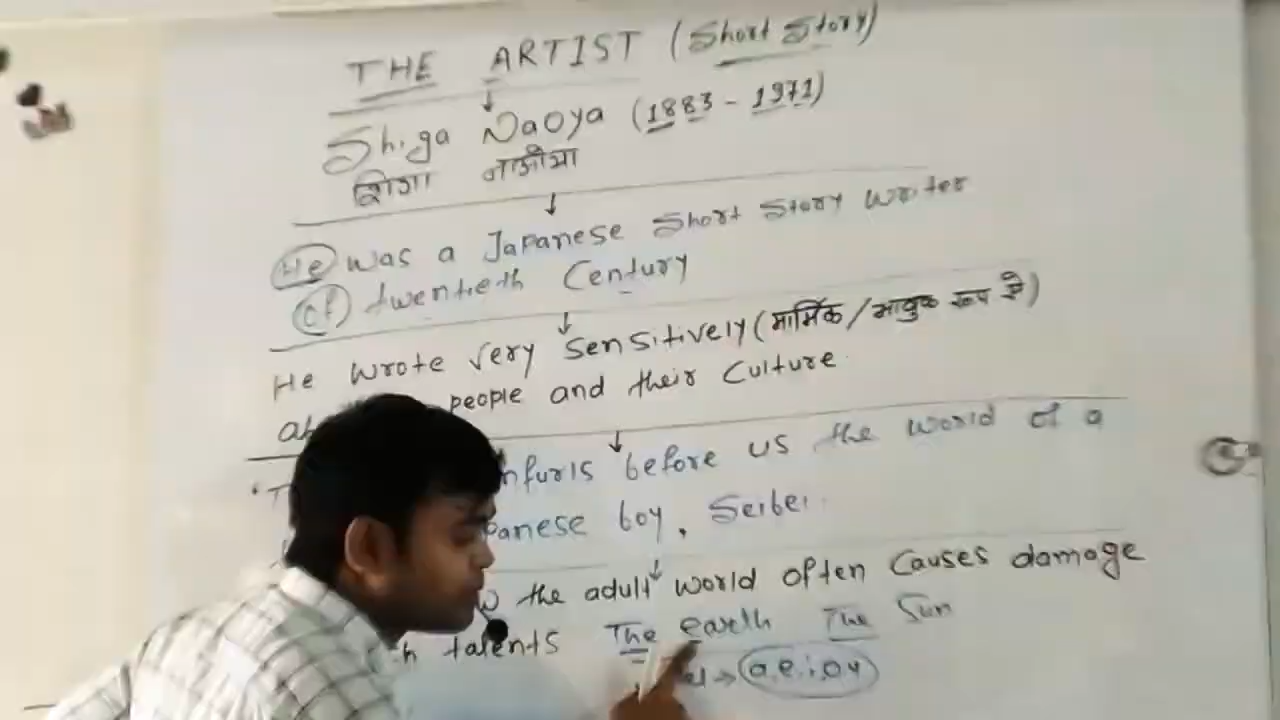 THE ARTIST (Short Story)
Shiga Naoya (1883 - 1971)
शिगा नाओया
He was a Japanese Short Story Writer
of twentieth Century
He wrote very Sensitively (मार्मिक / भावुक रूप से)
people and their Culture
before us the world of a
boy, Seibei.
the adult world often Causes damage
talents The earth The Sun
→ a, e, i, o, u